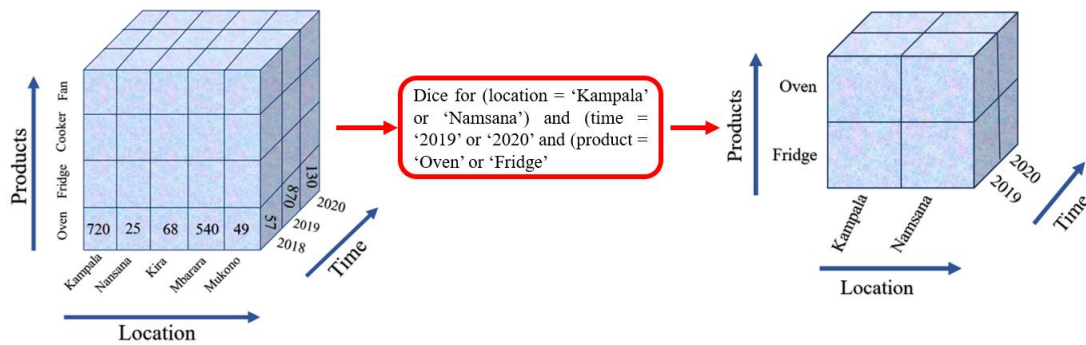 Products
Fan
Cooker
Fridge
Oven
720 25 68 540 49
57 870 130
2018
2019
2020
Kampala
Nansana
Kira
Mbarara
Mukono
Time
Location
Dice for (location = ‘Kampala’
or ‘Namsana’) and (time =
‘2019’ or ‘2020’ and (product =
‘Oven’ or ‘Fridge’
Products
Oven
Fridge
2020
2019
Kampala
Namsana
Time
Location